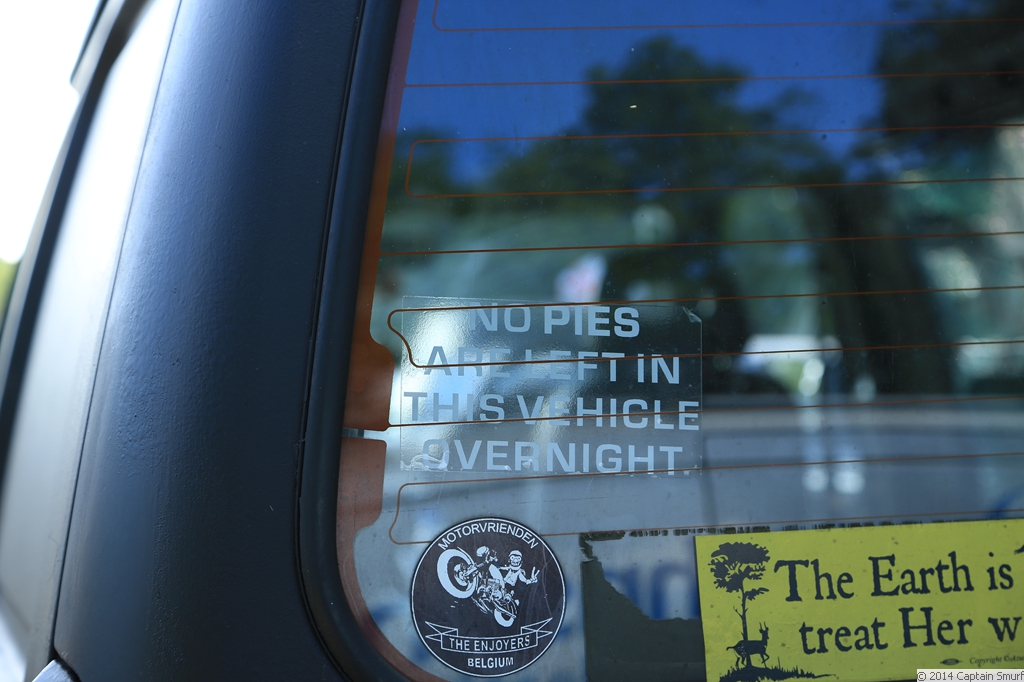 NO PIES
ARE LEFT IN
THIS VEHICLE
OVERNIGHT
MOTORVRIENDEN
THE ENJOYERS
BELGIUM
The Earth is
treat Her w
Copyright
© 2014 Captain Smurf